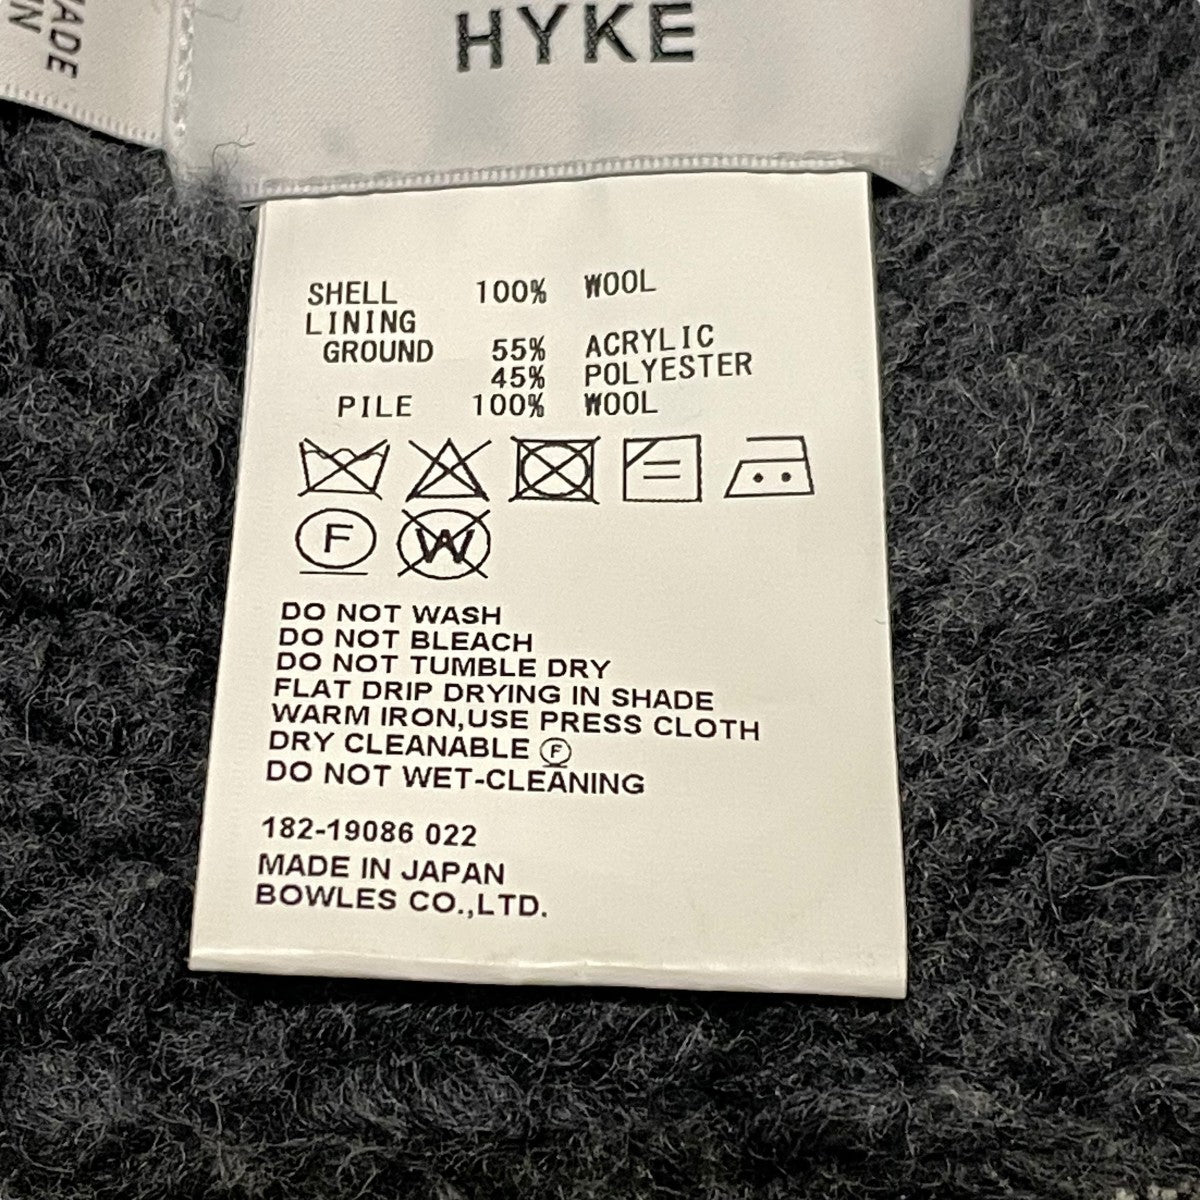 MADE
IN
HYKE
SHELL 100% WOOL
LINING
GROUND 55% ACRYLIC
45% POLYESTER
PILE 100% WOOL
F W
DO NOT WASH
DO NOT BLEACH
DO NOT TUMBLE DRY
FLAT DRIP DRYING IN SHADE
WARM IRON,USE PRESS CLOTH
DRY CLEANABLE Ⓕ
DO NOT WET-CLEANING
182-19086 022
MADE IN JAPAN
BOWLES CO.,LTD.